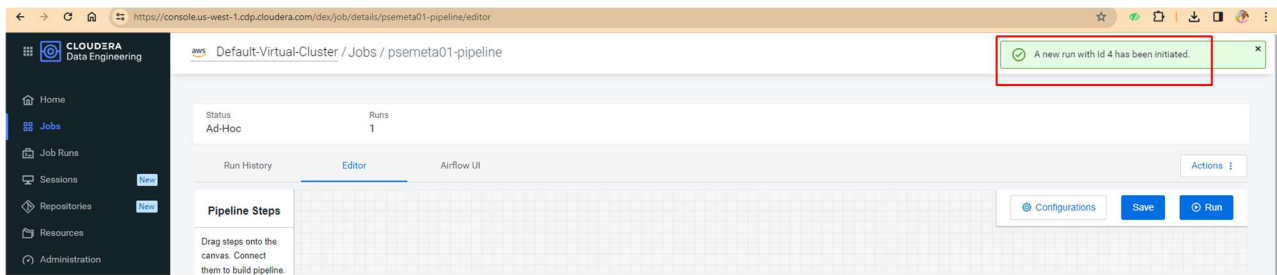 https://console.us-west-1.cdp.cloudera.com/dex/job/details/psemeta01-pipeline/editor
CLOUDERA
Data Engineering
aws Default-Virtual-Cluster / Jobs / psemeta01-pipeline
A new run with Id 4 has been initiated.
Home
Jobs
Job Runs
Sessions New
Repositories New
Resources
Administration
Status
Ad-Hoc
Runs
1
Run History Editor Airflow UI Actions
Pipeline Steps
Drag steps onto the
canvas. Connect
them to build pipeline.
Configurations Save Run